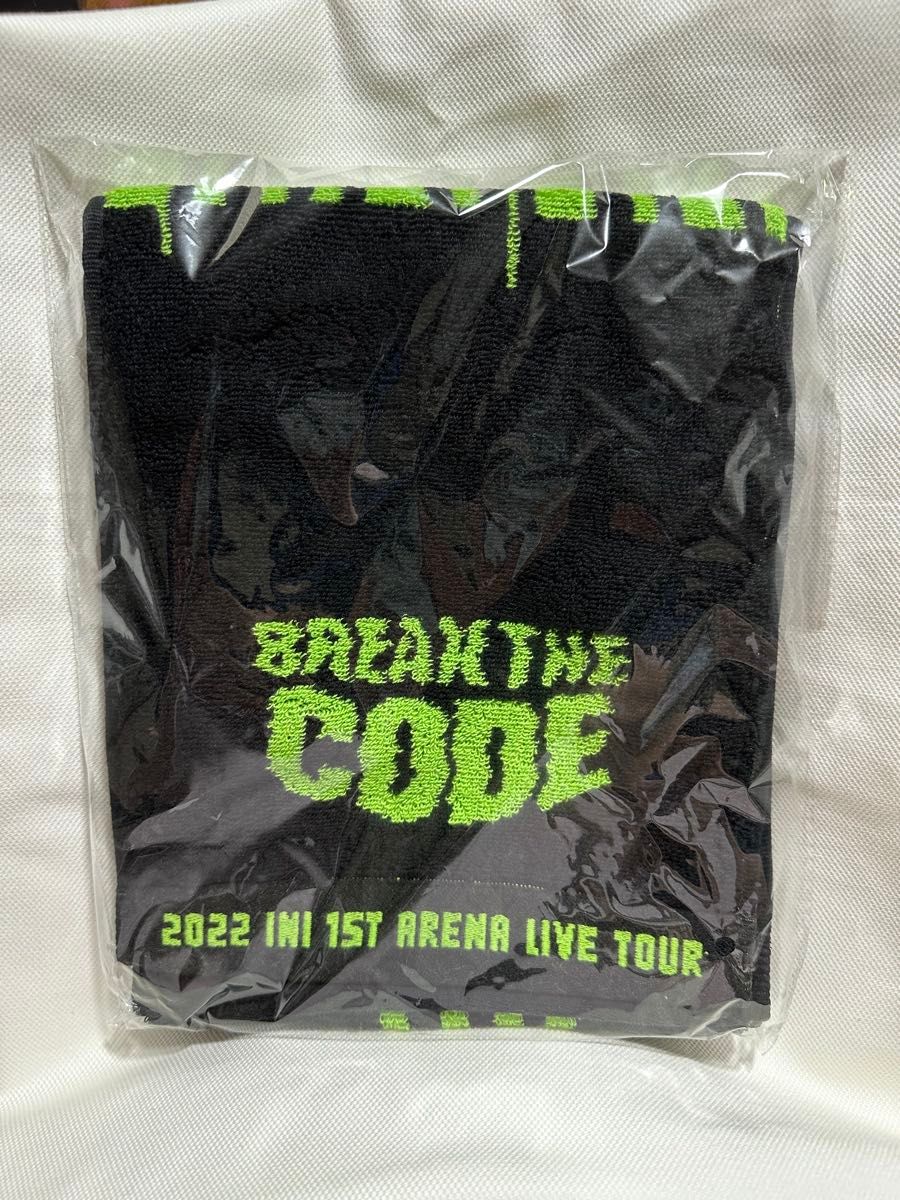 BREAK THE
CODE
2022 INI 1ST ARENA LIVE TOUR